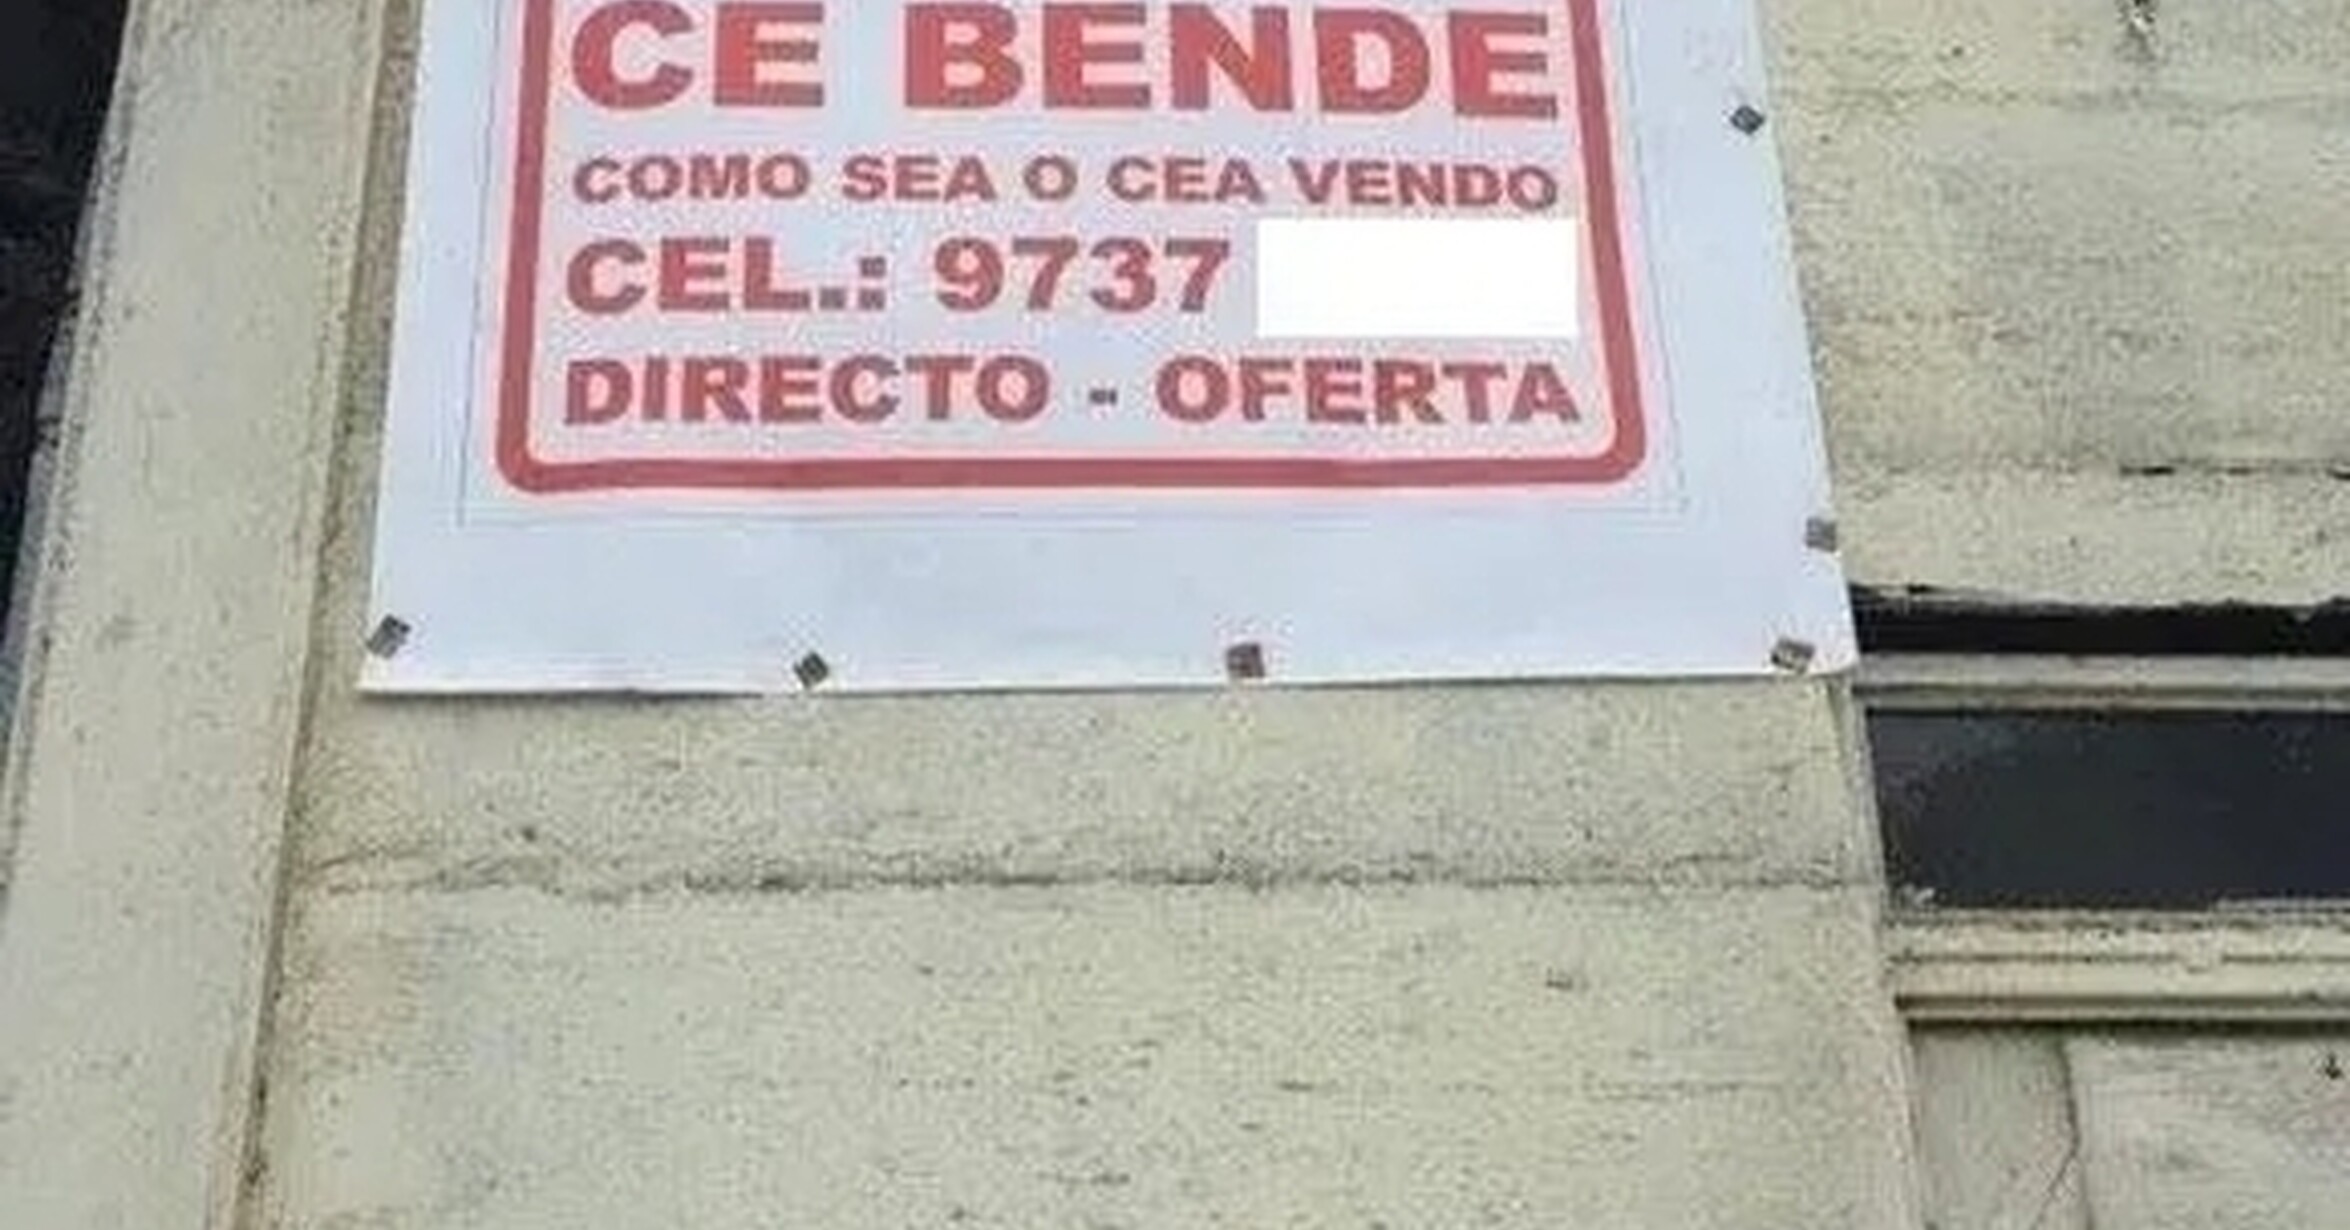 CE BENDE
COMO SEA O CEA VENDO
CEL.: 9737
DIRECTO - OFERTA